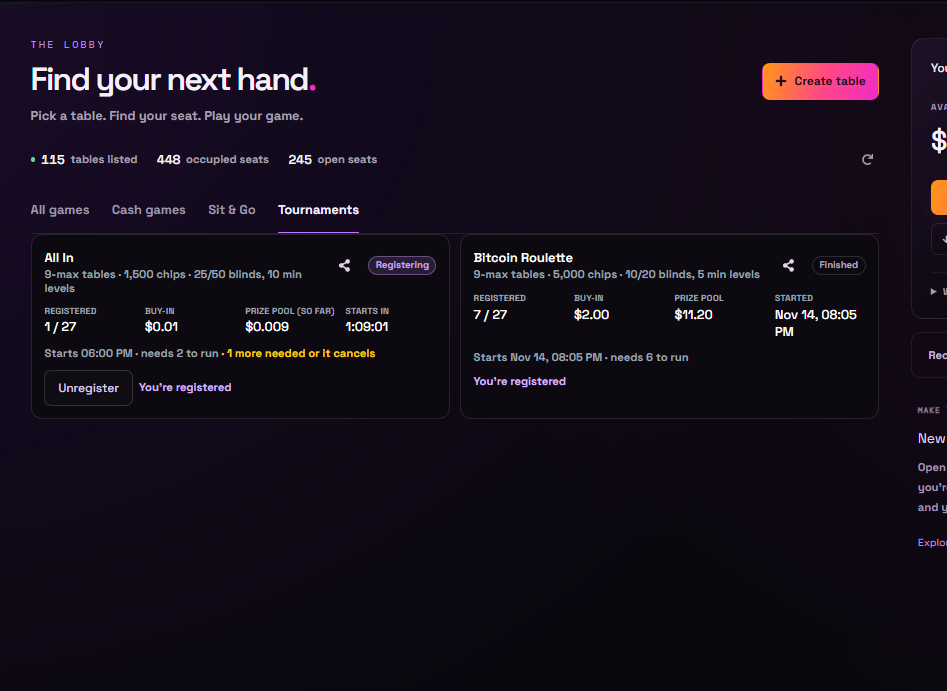 THE LOBBY
Find your next hand.
Pick a table. Find your seat. Play your game.
Create table
115 tables listed 448 occupied seats 245 open seats
All games Cash games Sit & Go Tournaments
All In
9-max tables · 1,500 chips · 25/50 blinds, 10 min
levels
Registering
REGISTERED BUY-IN PRIZE POOL (SO FAR) STARTS IN
1 / 27 $0.01 $0.009 1:09:01
Starts 06:00 PM · needs 2 to run · 1 more needed or it cancels
Unregister You're registered
Bitcoin Roulette
9-max tables · 5,000 chips · 10/20 blinds, 5 min levels
Finished
REGISTERED BUY-IN PRIZE POOL STARTED
7 / 27 $2.00 $11.20 Nov 14, 08:05
PM
Starts Nov 14, 08:05 PM · needs 6 to run
You're registered
$
MAKE
New
Open
and